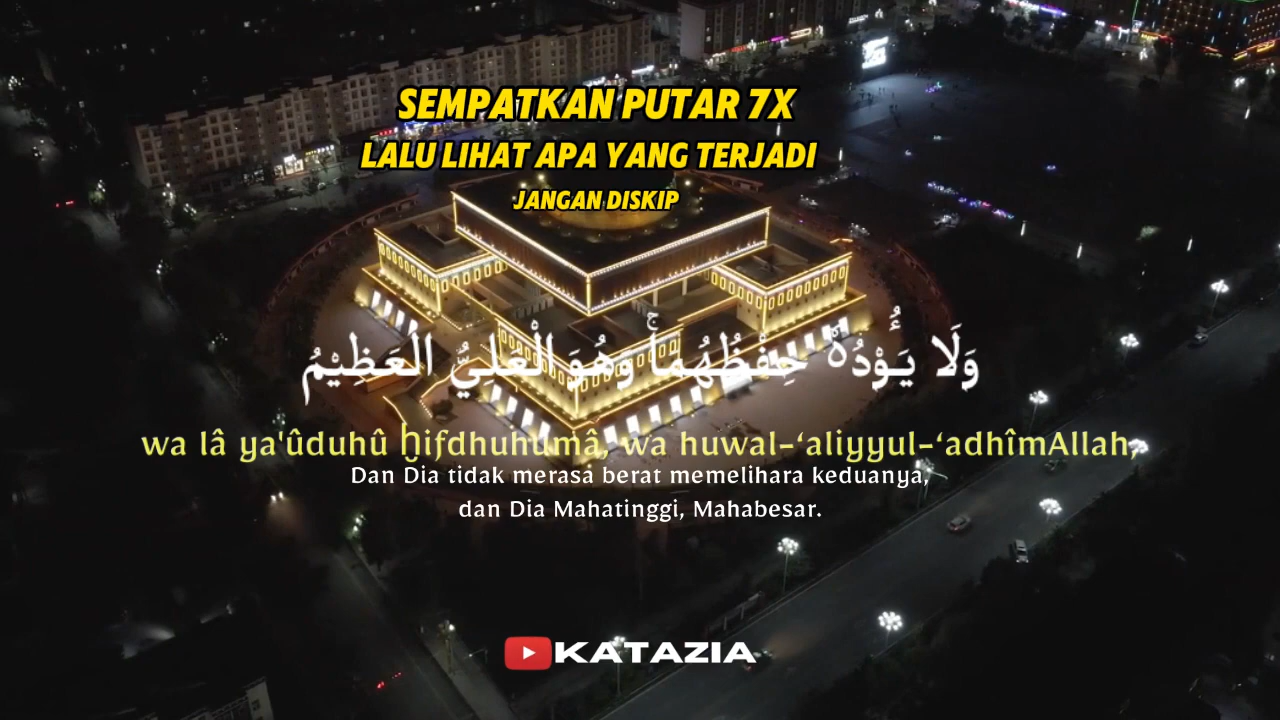 SEMPATKAN PUTAR 7X
LALU LIHAT APA YANG TERJADI
JANGAN DISKIP
وَلَا يَـُٔوْدُهٗ حِفْظُهُمَاۚ وَهُوَ الْعَلِيُّ الْعَظِيْمُ
wa lâ ya'ûduhû ḫifdhuhumâ, wa huwal-‘aliyyul-‘adhîmAllah,
Dan Dia tidak merasa berat memelihara keduanya,
dan Dia Mahatinggi, Mahabesar.
KATAZIA